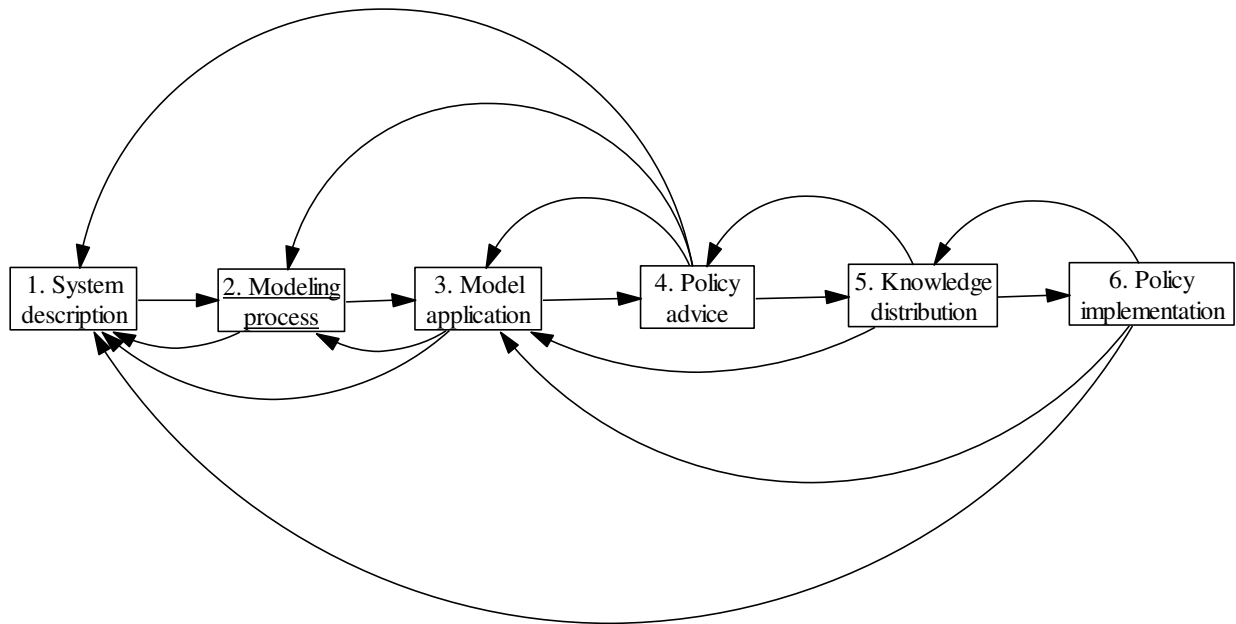 1. System
description
2. Modeling
process
3. Model
application
4. Policy
advice
5. Knowledge
distribution
6. Policy
implementation